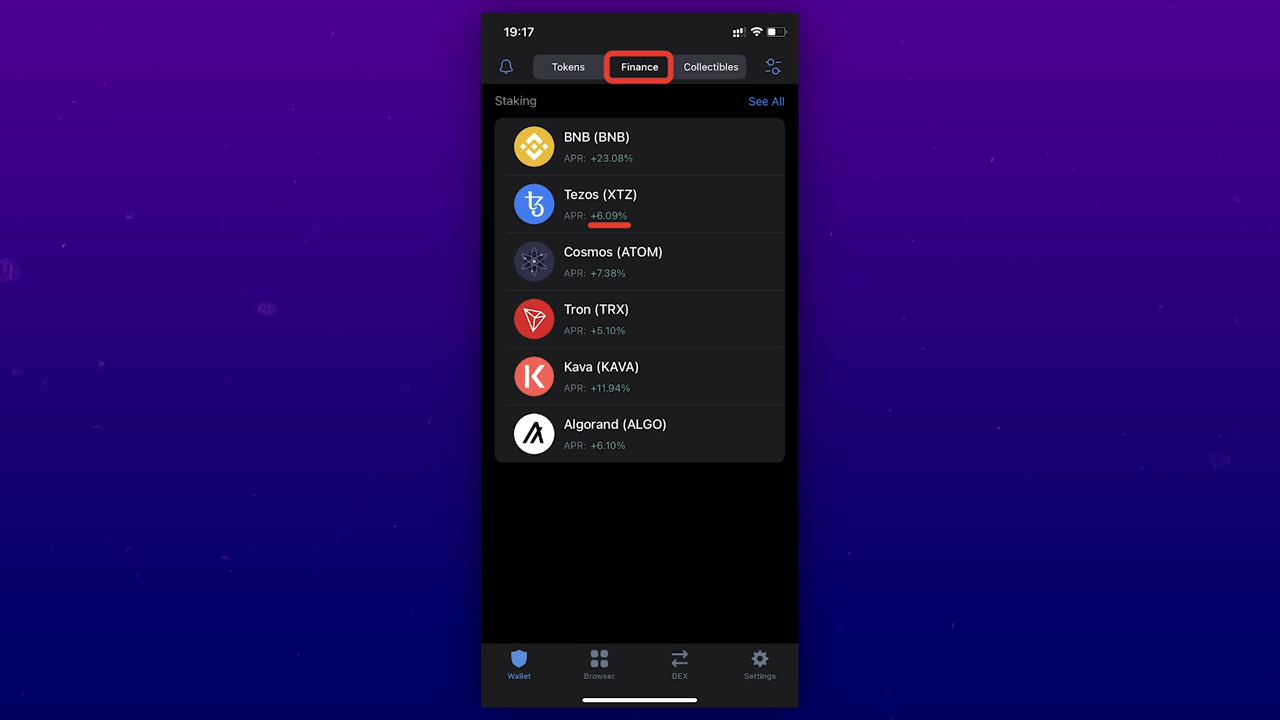 19:17
Tokens Finance Collectibles
Staking See All
BNB (BNB)
APR: +23.08%
Tezos (XTZ)
APR: +6.09%
Cosmos (ATOM)
APR: +7.38%
Tron (TRX)
APR: +5.10%
Kava (KAVA)
APR: +11.94%
Algorand (ALGO)
APR: +6.10%
Wallet Browser DEX Settings